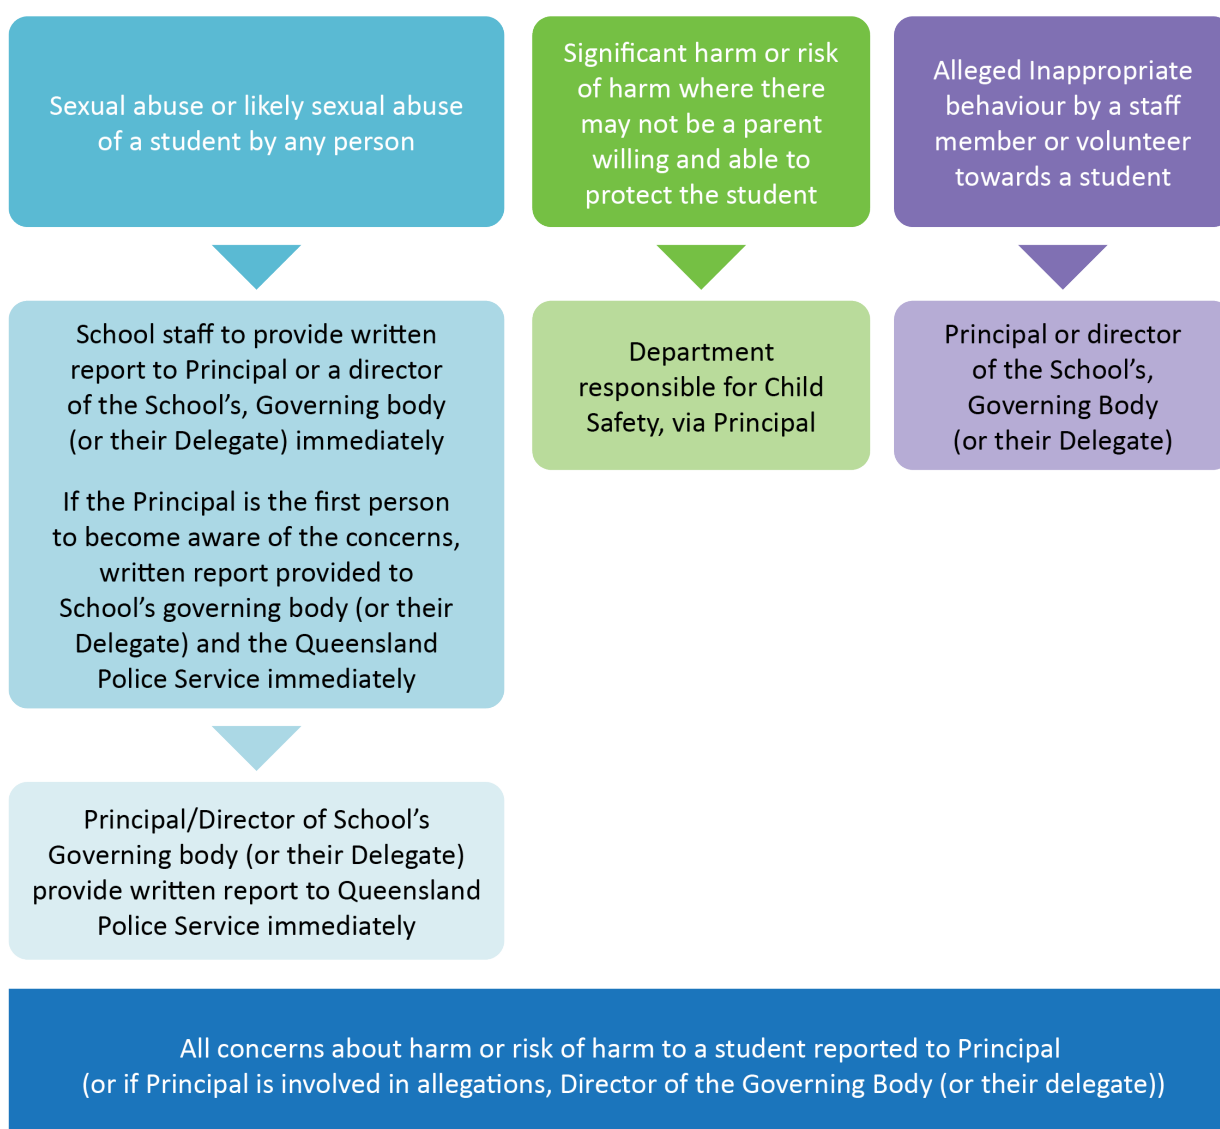 Sexual abuse or likely sexual abuse
of a student by any person
School staff to provide written
report to Principal or a director
of the School’s, Governing body
(or their Delegate) immediately
If the Principal is the first person
to become aware of the concerns,
written report provided to
School’s governing body (or their
Delegate) and the Queensland
Police Service immediately
Principal/Director of School’s
Governing body (or their Delegate)
provide written report to Queensland
Police Service immediately
Significant harm or risk
of harm where there
may not be a parent
willing and able to
protect the student
Department
responsible for Child
Safety, via Principal
Alleged Inappropriate
behaviour by a staff
member or volunteer
towards a student
Principal or director
of the School’s,
Governing Body
(or their Delegate)
All concerns about harm or risk of harm to a student reported to Principal
(or if Principal is involved in allegations, Director of the Governing Body (or their delegate))